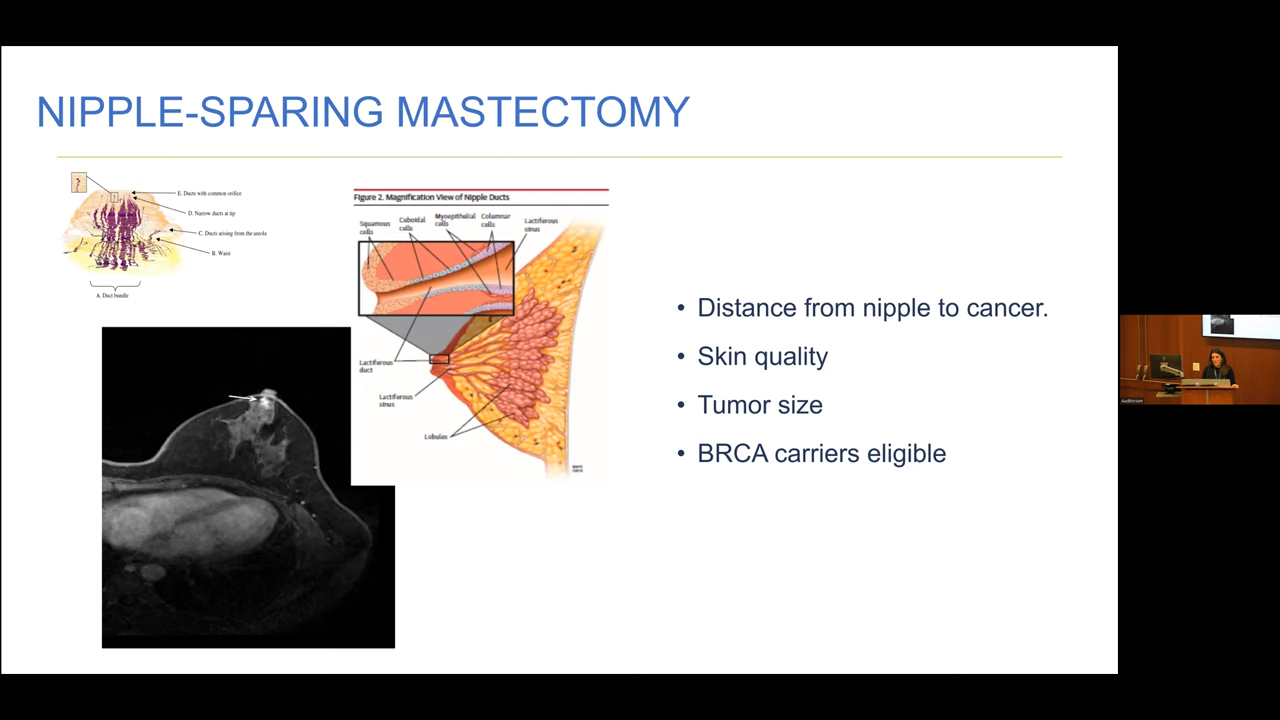 NIPPLE-SPARING MASTECTOMY
E. Ducts with common orifice
D. Narrow ducts at tip
C. Ducts arising from the areola
B. Waist
A. Duct bundle
Figure 2. Magnification View of Nipple Ducts
Squamous
cells
Cuboidal
cells
Myoepithelial
cells
Columnar
cells
Lactiferous
sinus
Lactiferous
duct
Lactiferous
sinus
Lobules
• Distance from nipple to cancer.
• Skin quality
• Tumor size
• BRCA carriers eligible
Auditorium